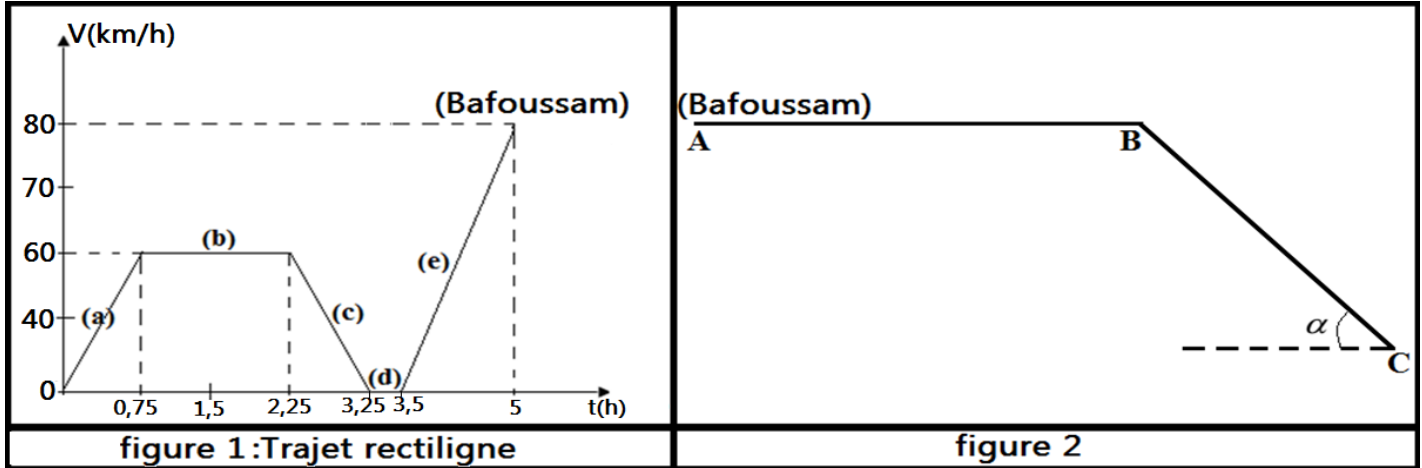 V(km/h)
(Bafoussam)
80
70
60
40
0
(a)
(b)
(c)
(d)
(e)
0,75
1,5
2,25
3,25
3,5
5
t(h)
figure 1:Trajet rectiligne
(Bafoussam)
A
B
α
C
figure 2